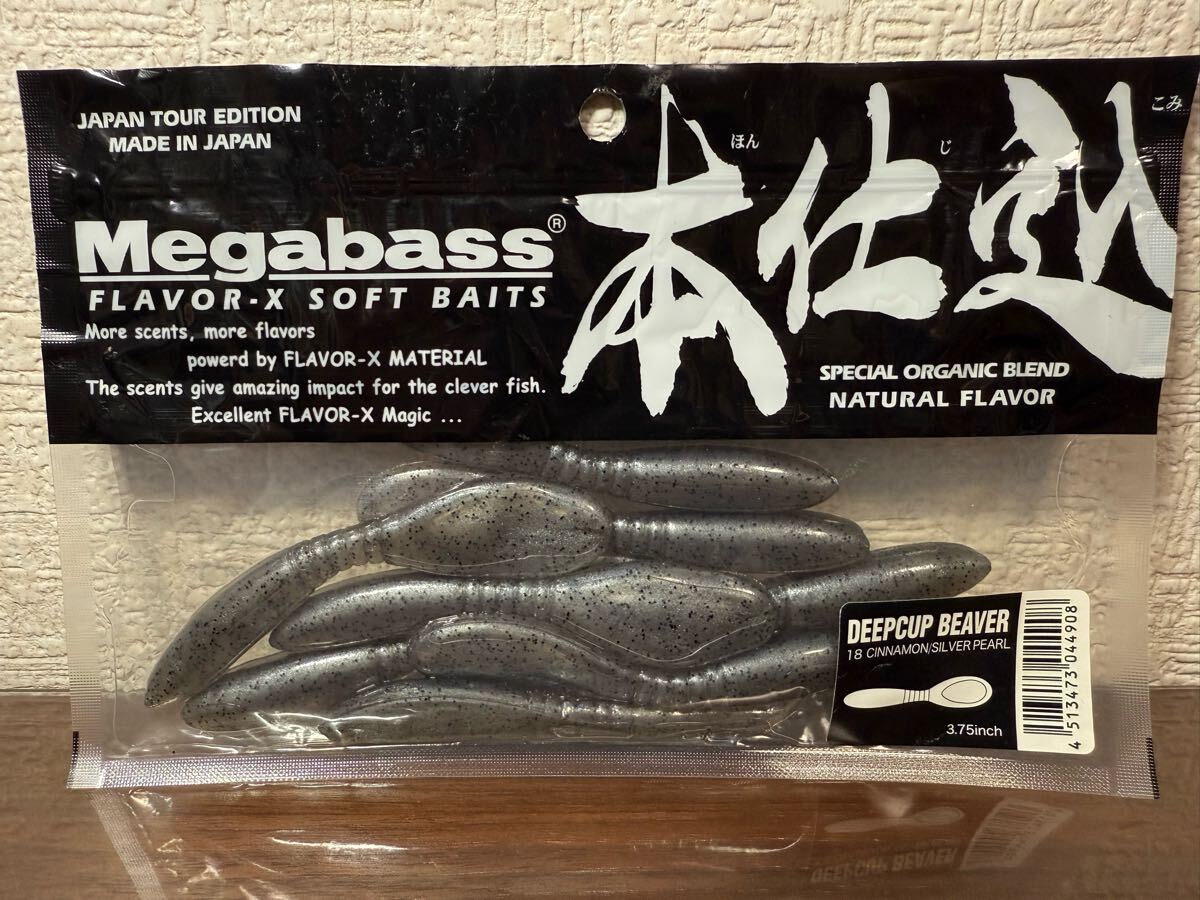 JAPAN TOUR EDITION
MADE IN JAPAN
Megabass®
FLAVOR-X SOFT BAITS
More scents, more flavors
powerd by FLAVOR-X MATERIAL
The scents give amazing impact for the clever fish.
Excellent FLAVOR-X Magic ...
本仕込
ほん じ こみ
SPECIAL ORGANIC BLEND
NATURAL FLAVOR
DEEPCUP BEAVER
18 CINNAMON/SILVER PEARL
3.75inch
4 513473 044908